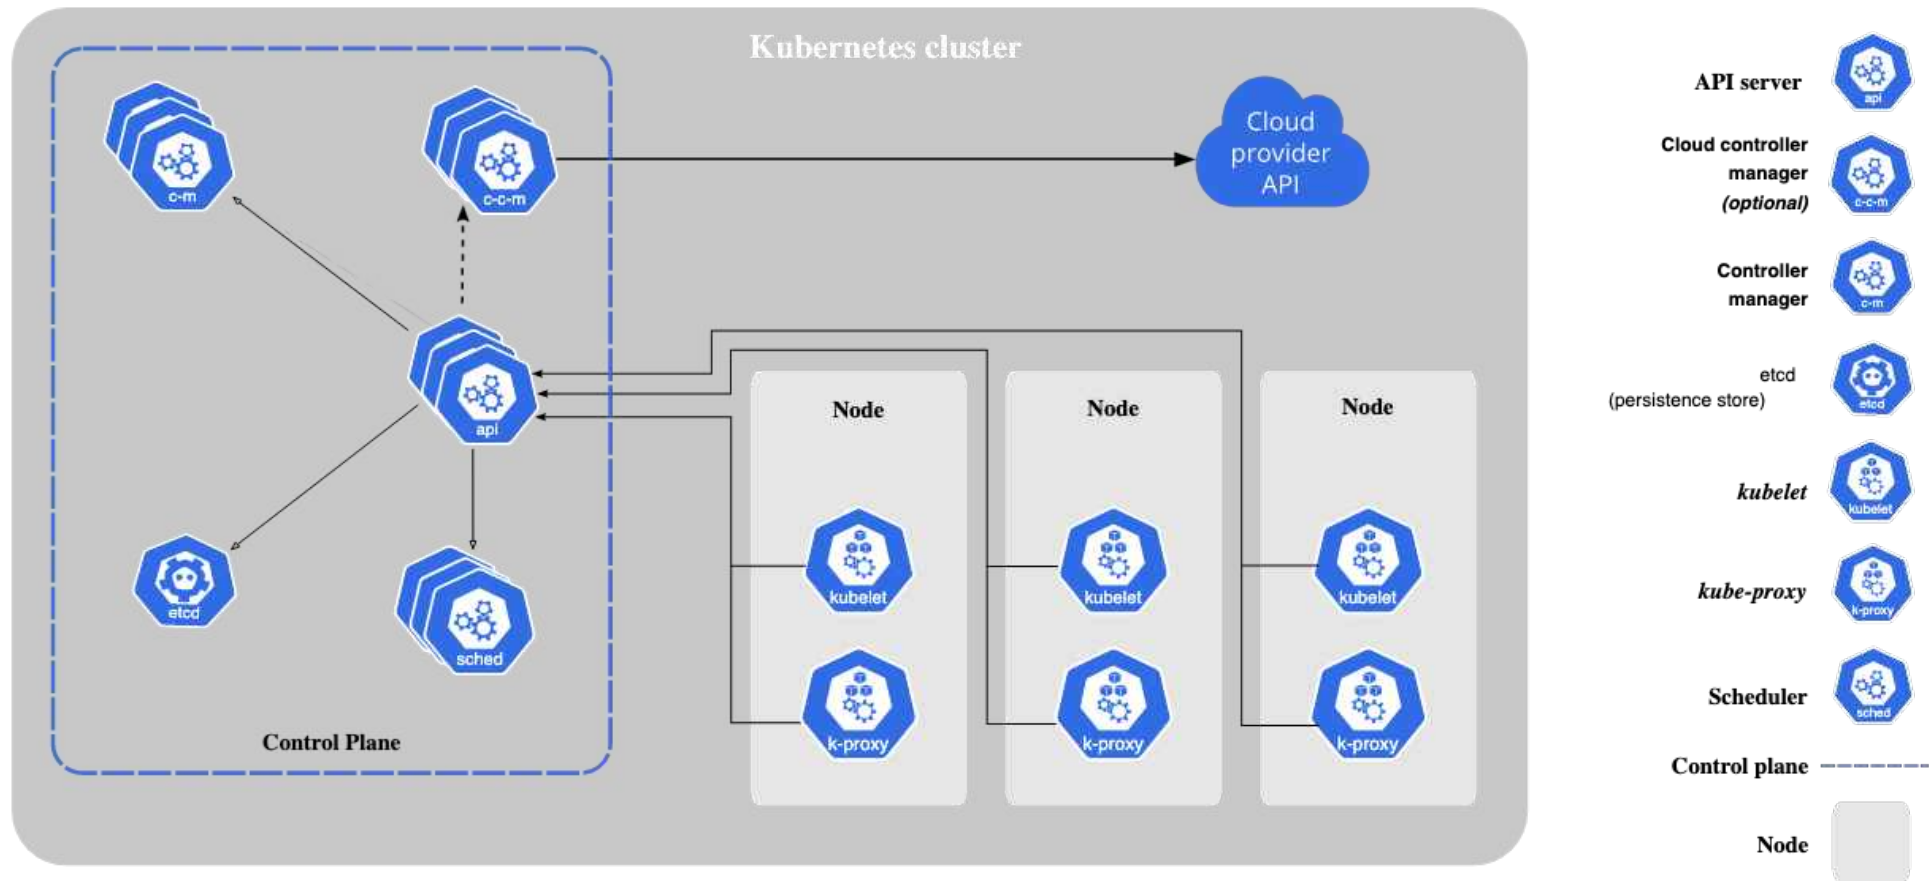 Kubernetes cluster
c-m
c-c-m
Cloud
provider
API
api
etcd
sched
Control Plane
Node
kubelet
k-proxy
Node
kubelet
k-proxy
Node
kubelet
k-proxy
API server
api
Cloud controller
manager
(optional)
c-c-m
Controller
manager
c-m
etcd
(persistence store)
etcd
kubelet
kubelet
kube-proxy
k-proxy
Scheduler
sched
Control plane
Node